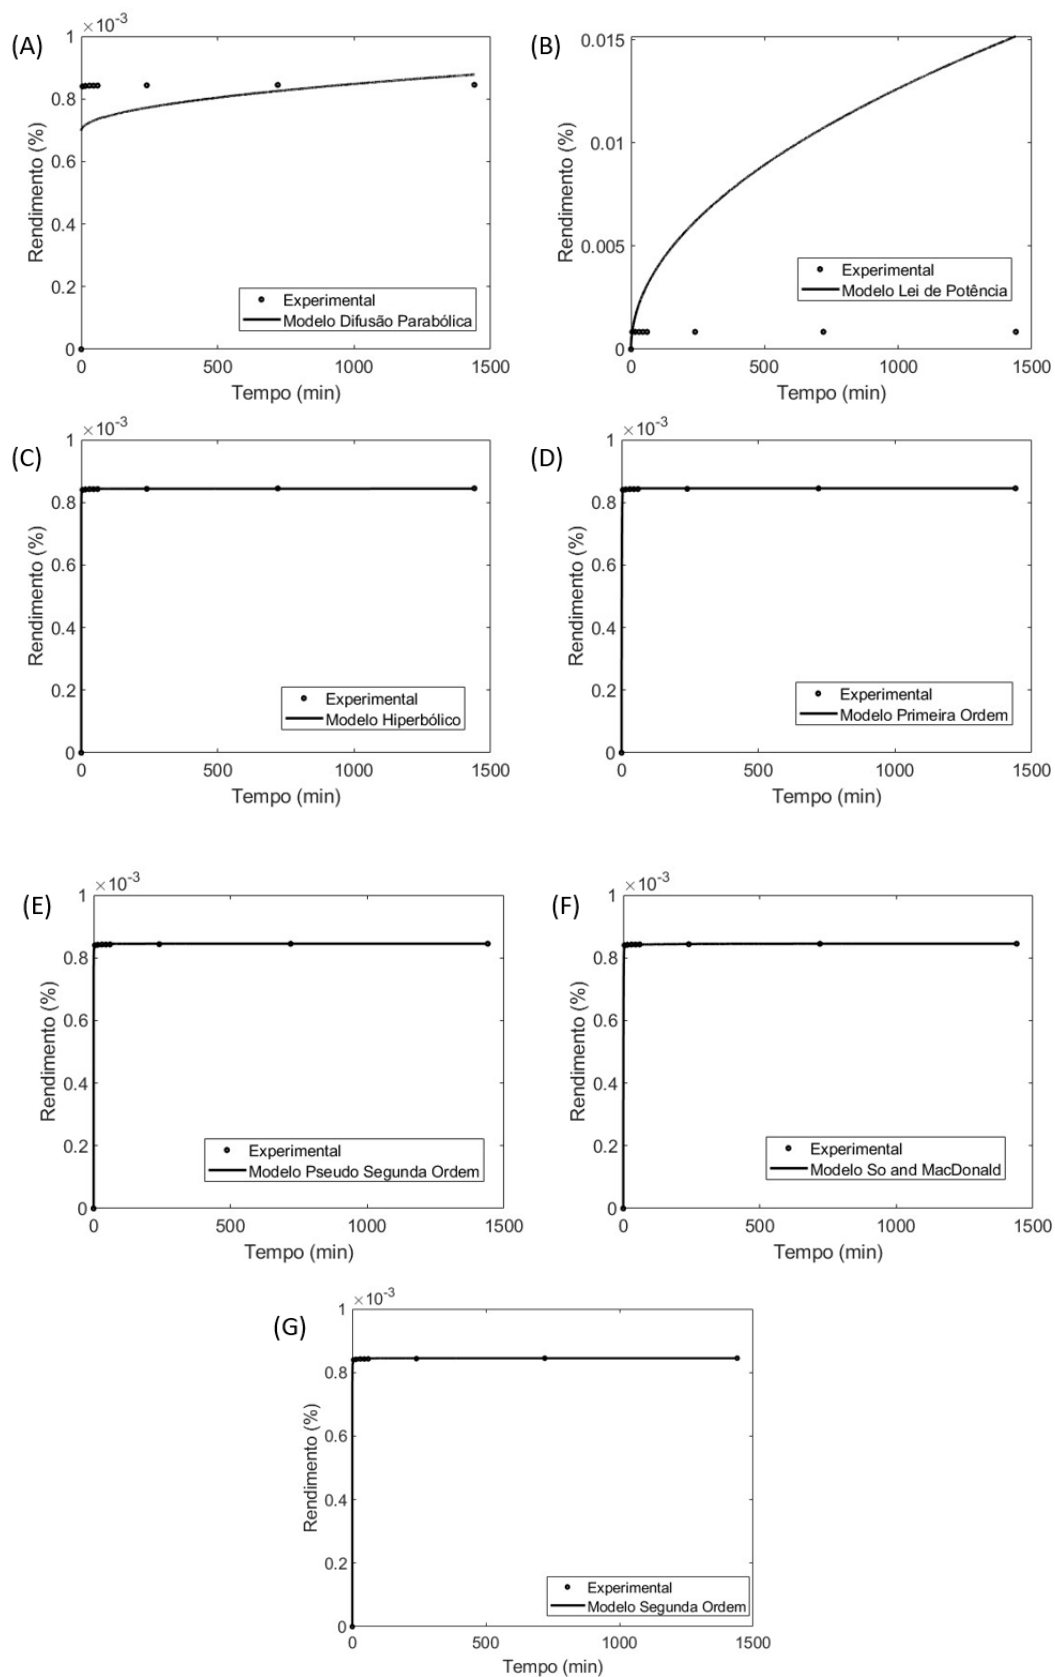 (A)
×10⁻³
1
0.8
0.6
0.4
0.2
0
Rendimento (%)
Experimental
Modelo Difusão Parabólica
0 500 1000 1500
Tempo (min)
(B)
0.015
0.01
0.005
0
Rendimento (%)
Experimental
Modelo Lei de Potência
0 500 1000 1500
Tempo (min)
(C)
×10⁻³
1
0.8
0.6
0.4
0.2
0
Rendimento (%)
Experimental
Modelo Hiperbólico
0 500 1000 1500
Tempo (min)
(D)
×10⁻³
1
0.8
0.6
0.4
0.2
0
Rendimento (%)
Experimental
Modelo Primeira Ordem
0 500 1000 1500
Tempo (min)
(E)
×10⁻³
1
0.8
0.6
0.4
0.2
0
Rendimento (%)
Experimental
Modelo Pseudo Segunda Ordem
0 500 1000 1500
Tempo (min)
(F)
×10⁻³
1
0.8
0.6
0.4
0.2
0
Rendimento (%)
Experimental
Modelo So and MacDonald
0 500 1000 1500
Tempo (min)
(G)
×10⁻³
1
0.8
0.6
0.4
0.2
0
Rendimento (%)
Experimental
Modelo Segunda Ordem
0 500 1000 1500
Tempo (min)